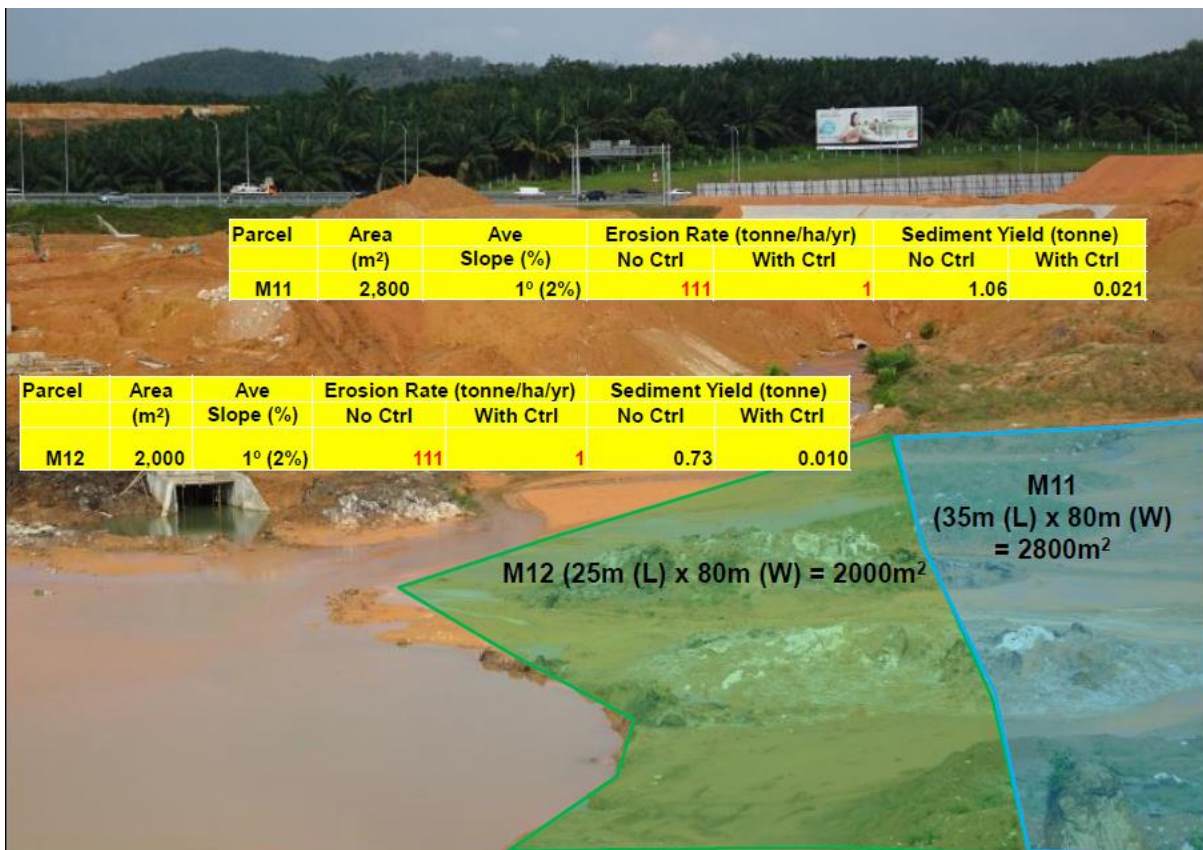 Parcel Area Ave Erosion Rate (tonne/ha/yr) Sediment Yield (tonne)
(m²) Slope (%) No Ctrl With Ctrl No Ctrl With Ctrl
M11 2,800 1º (2%) 111 1 1.06 0.021
Parcel Area Ave Erosion Rate (tonne/ha/yr) Sediment Yield (tonne)
(m²) Slope (%) No Ctrl With Ctrl No Ctrl With Ctrl
M12 2,000 1º (2%) 111 1 0.73 0.010
M11
(35m (L) x 80m (W)
= 2800m²
M12 (25m (L) x 80m (W) = 2000m²